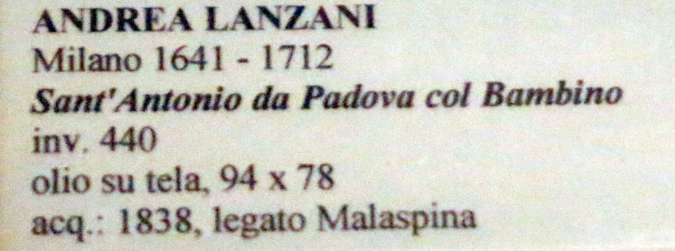 ANDREA LANZANI
Milano 1641 - 1712
Sant'Antonio da Padova col Bambino
inv. 440
olio su tela, 94 x 78
acq.: 1838, legato Malaspina